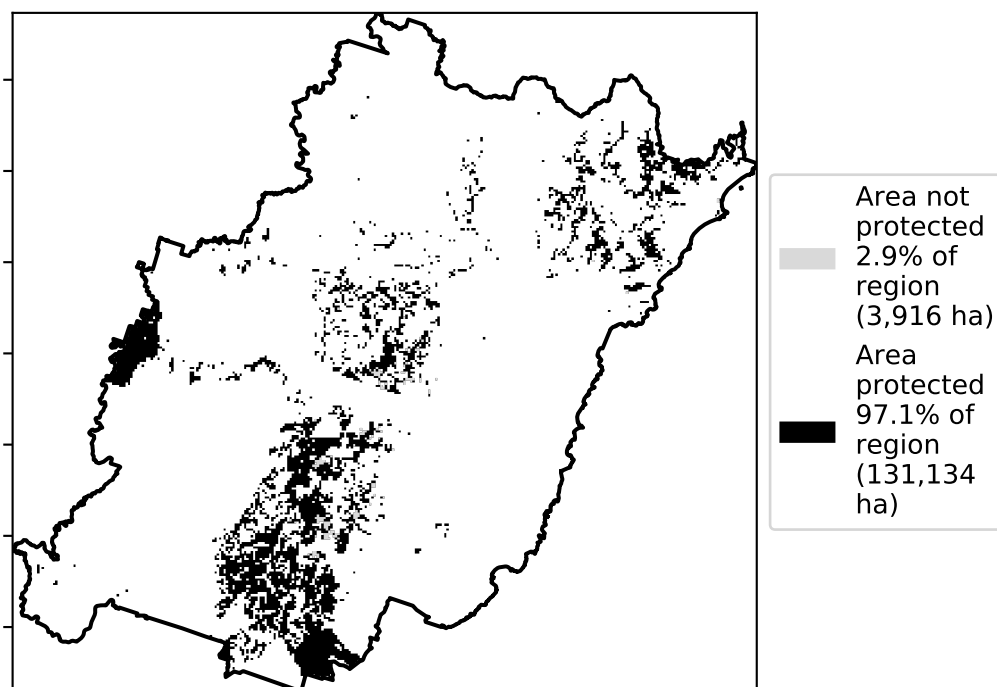 Area not
protected
2.9% of
region
(3,916 ha)
Area
protected
97.1% of
region
(131,134
ha)